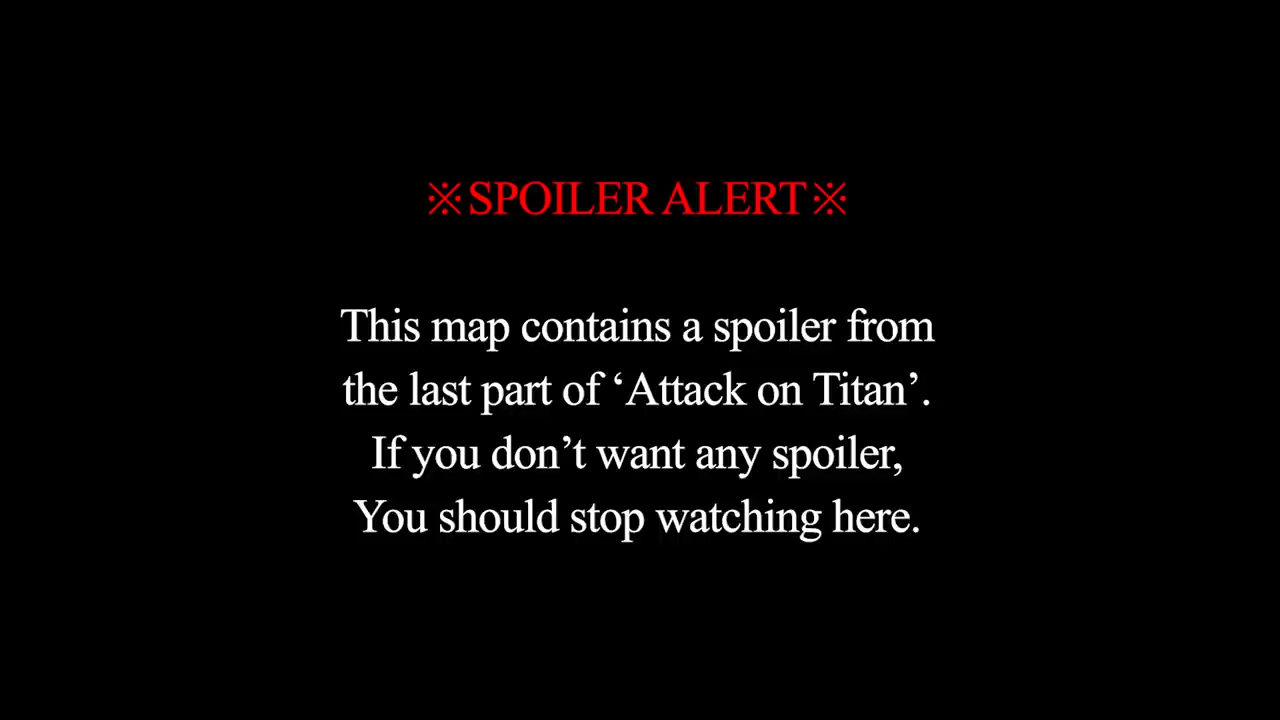 ※SPOILER ALERT※
This map contains a spoiler from
the last part of ‘Attack on Titan’.
If you don’t want any spoiler,
You should stop watching here.